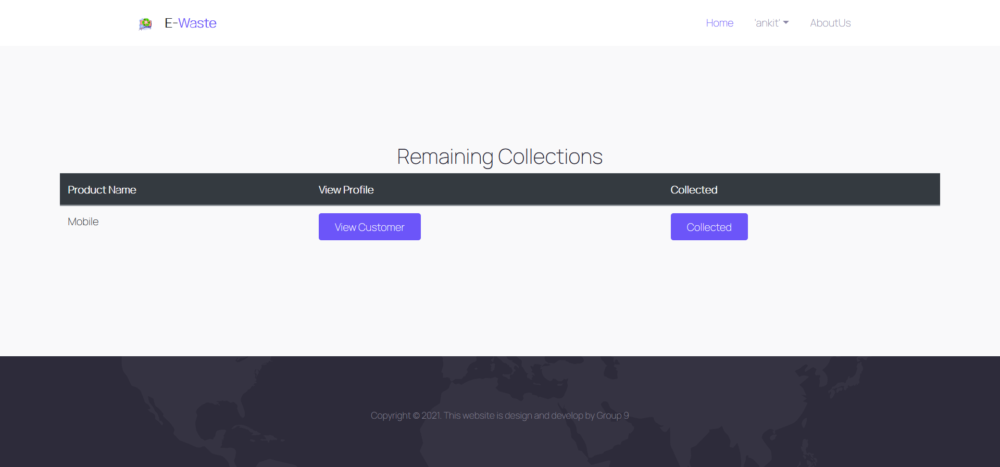 E-Waste
Home 'ankit' AboutUs
Remaining Collections
Product Name View Profile Collected
Mobile View Customer Collected
Copyright © 2021. This website is design and develop by Group 9